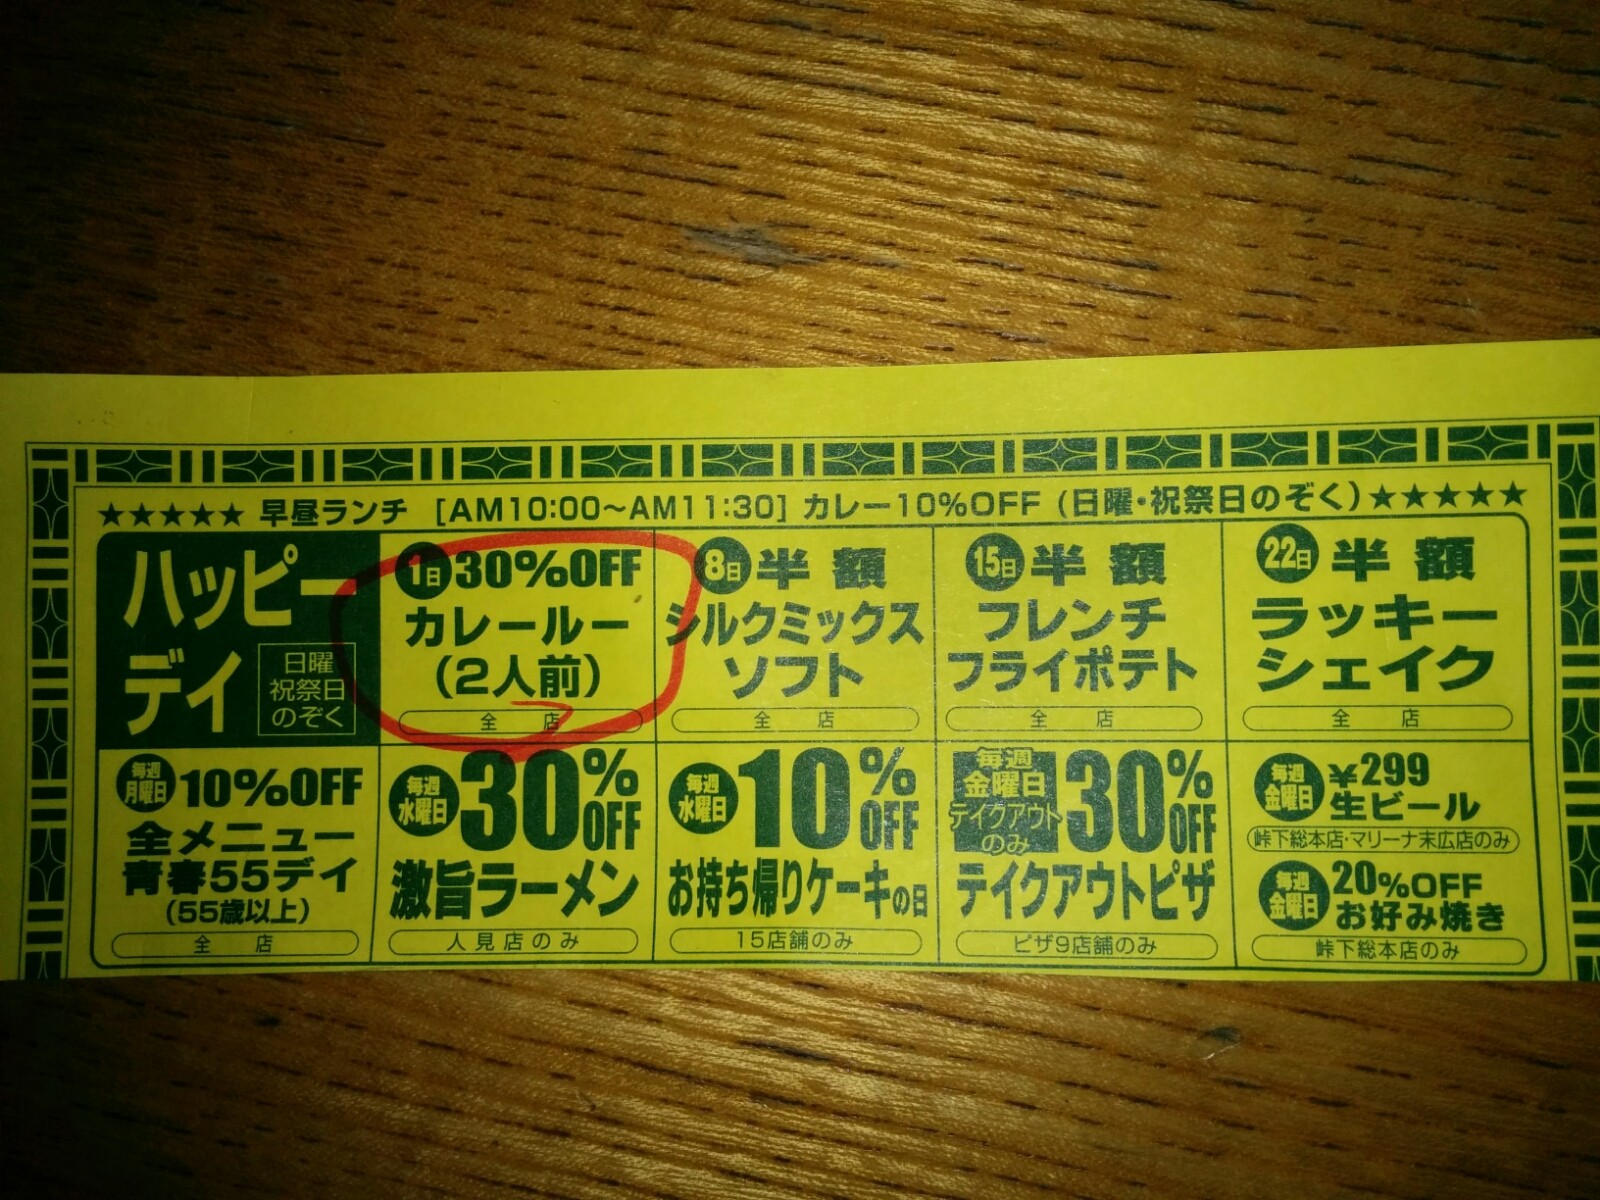 ★★★★★ 早昼ランチ [AM10:00〜AM11:30] カレー10%OFF (日曜・祝祭日のぞく)★★★★★
ハッピー
デイ
日曜
祝祭日
のぞく
1日 30%OFF
カレールー
(2人前)
全店
8日 半額
シルクミックス
ソフト
全店
15日 半額
フレンチ
フライポテト
全店
22日 半額
ラッキー
シェイク
全店
毎週
月曜日 10%OFF
全メニュー
青春55デイ
(55歳以上)
全店
毎週
水曜日 30%OFF
激旨ラーメン
人見店のみ
毎週
水曜日 10%OFF
お持ち帰りケーキの日
15店舗のみ
毎週
金曜日
テイクアウト
のみ
30%OFF
テイクアウトピザ
ピザ9店舗のみ
毎週
金曜日 ¥299
生ビール
峠下総本店・マリーナ末広店のみ
毎週
金曜日 20%OFF
お好み焼き
峠下総本店のみ